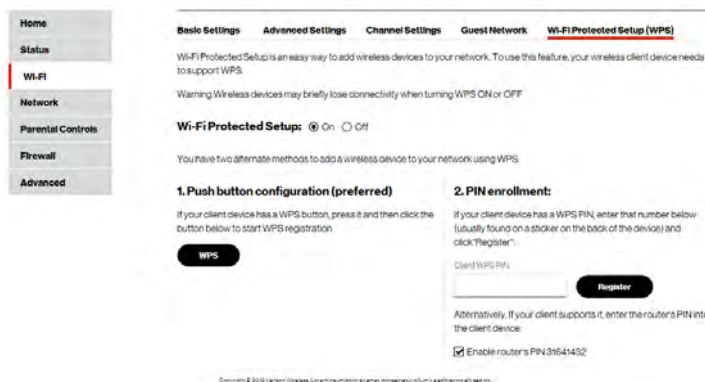 Home
Status
Wi-Fi
Network
Parental Controls
Firewall
Advanced
Basic Settings Advanced Settings Channel Settings Guest Network Wi-Fi Protected Setup (WPS)
Wi-Fi Protected Setup is an easy way to add wireless devices to your network. To use this feature, your wireless client device needs
to support WPS.
Warning: Wireless devices may briefly lose connectivity when turning WPS ON or OFF
Wi-Fi Protected Setup: On Off
You have two alternate methods to add a wireless device to your network using WPS.
1. Push button configuration (preferred)
If your client device has a WPS button, press it and then click the
button below to start WPS registration.
WPS
2. PIN enrollment:
If your client device has a WPS PIN, enter that number below
(usually found on a sticker on the back of the device) and
click "Register":
Client WPS PIN:
Register
Alternatively, if your client supports it, enter the router's PIN into
the client device:
Enable router's PIN 31641432
Copyright © 2019 Verizon Wireless.